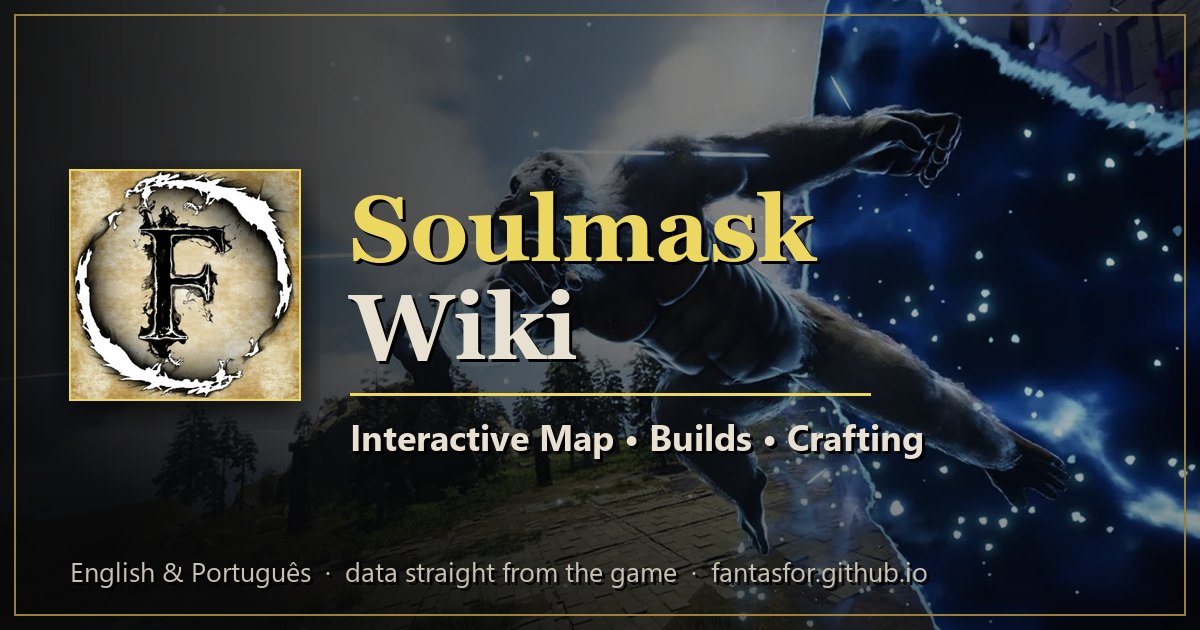 F
Soulmask
Wiki
Interactive Map • Builds • Crafting
English & Português · data straight from the game · fantasfor.github.io